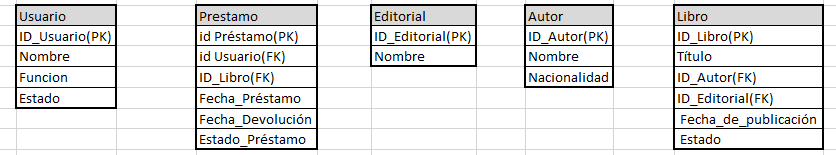 Usuario
ID_Usuario(PK)
Nombre
Funcion
Estado
Prestamo
id Préstamo(PK)
id Usuario(FK)
ID_Libro(FK)
Fecha_Préstamo
Fecha_Devolución
Estado_Préstamo
Editorial
ID_Editorial(PK)
Nombre
Autor
ID_Autor(PK)
Nombre
Nacionalidad
Libro
ID_Libro(PK)
Título
ID_Autor(FK)
ID_Editorial(FK)
Fecha_de_publicación
Estado